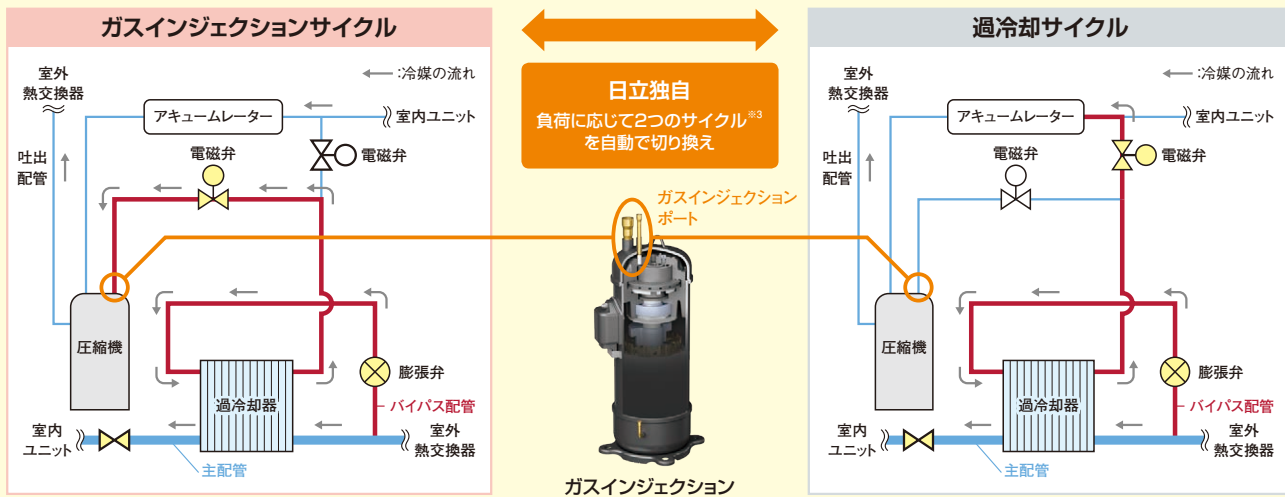 ガスインジェクションサイクル
←:冷媒の流れ
室外
熱交換器
アキュームレーター
室内ユニット
電磁弁
電磁弁
吐出
配管
圧縮機
膨張弁
過冷却器
バイパス配管
室内
ユニット
室外
熱交換器
主配管
日立独自
負荷に応じて2つのサイクル※3
を自動で切り換え
ガスインジェクション
ポート
ガスインジェクション
過冷却サイクル
←:冷媒の流れ
室外
熱交換器
アキュームレーター
室内ユニット
電磁弁
電磁弁
吐出
配管
圧縮機
膨張弁
過冷却器
バイパス配管
室内
ユニット
室外
熱交換器
主配管